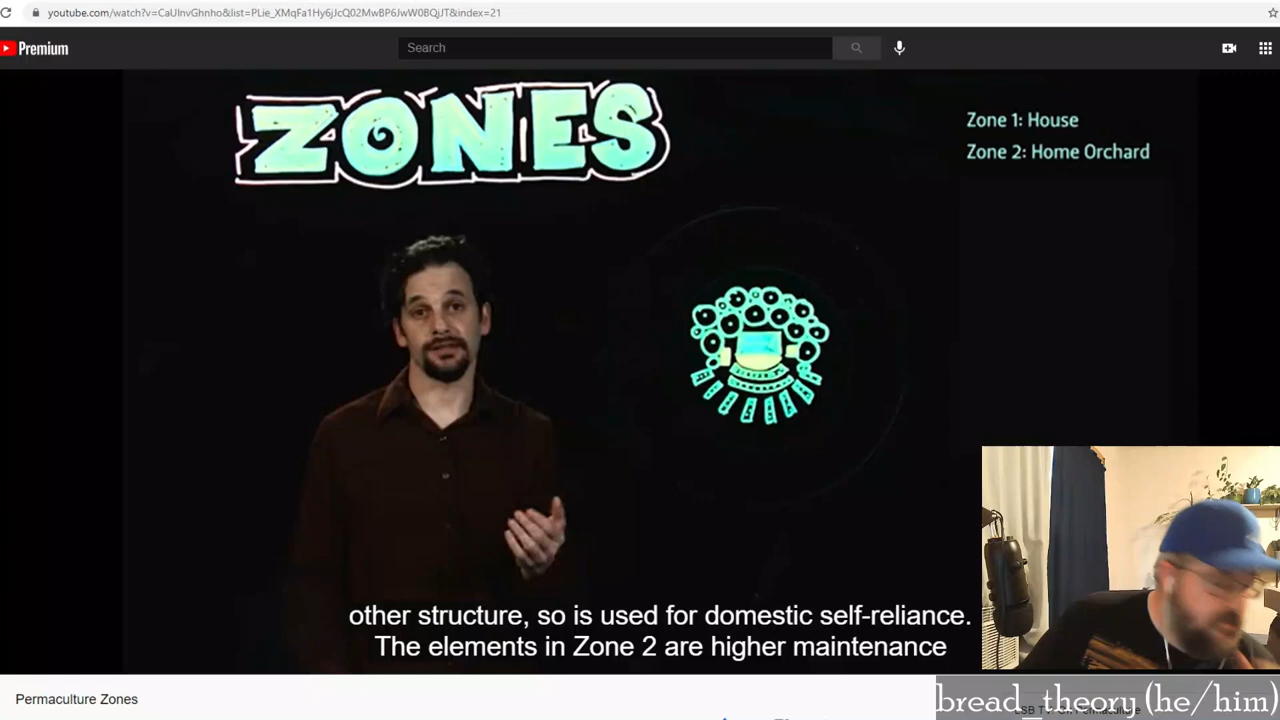 youtube.com/watch?v=CaUlnvGhnho&list=PLie_XMqFa1Hy6jJcQ02MwBP6JwW0BQjJT&index=21
Premium
Search
ZONES
Zone 1: House
Zone 2: Home Orchard
other structure, so is used for domestic self-reliance.
The elements in Zone 2 are higher maintenance
Permaculture Zones
bread_theory (he/him)